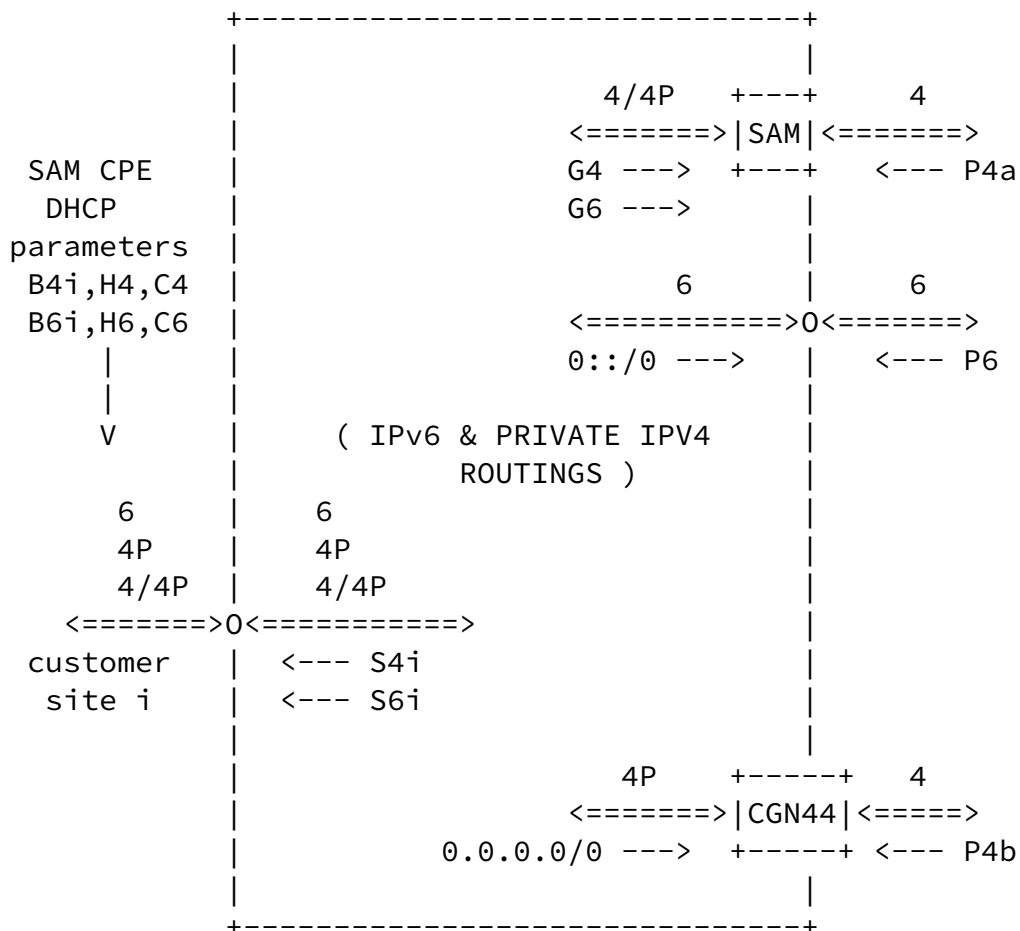 +-------------------------------+
4/4P +---+ 4
<=======>|SAM|<=======>
SAM CPE G4 ---> +---+ <--- P4a
DHCP G6 --->
parameters
B4i,H4,C4 6 6
B6i,H6,C6 <===========>O<=======>
0::/0 ---> <--- P6
V ( IPv6 & PRIVATE IPV4
ROUTINGS )
6 6
4P 4P
4/4P 4/4P
<=======>O<===========>
customer <--- S4i
site i <--- S6i
4P +-----+ 4
<=======>|CGN44|<=====>
0.0.0.0/0 ---> +-----+ <--- P4b
+-------------------------------+